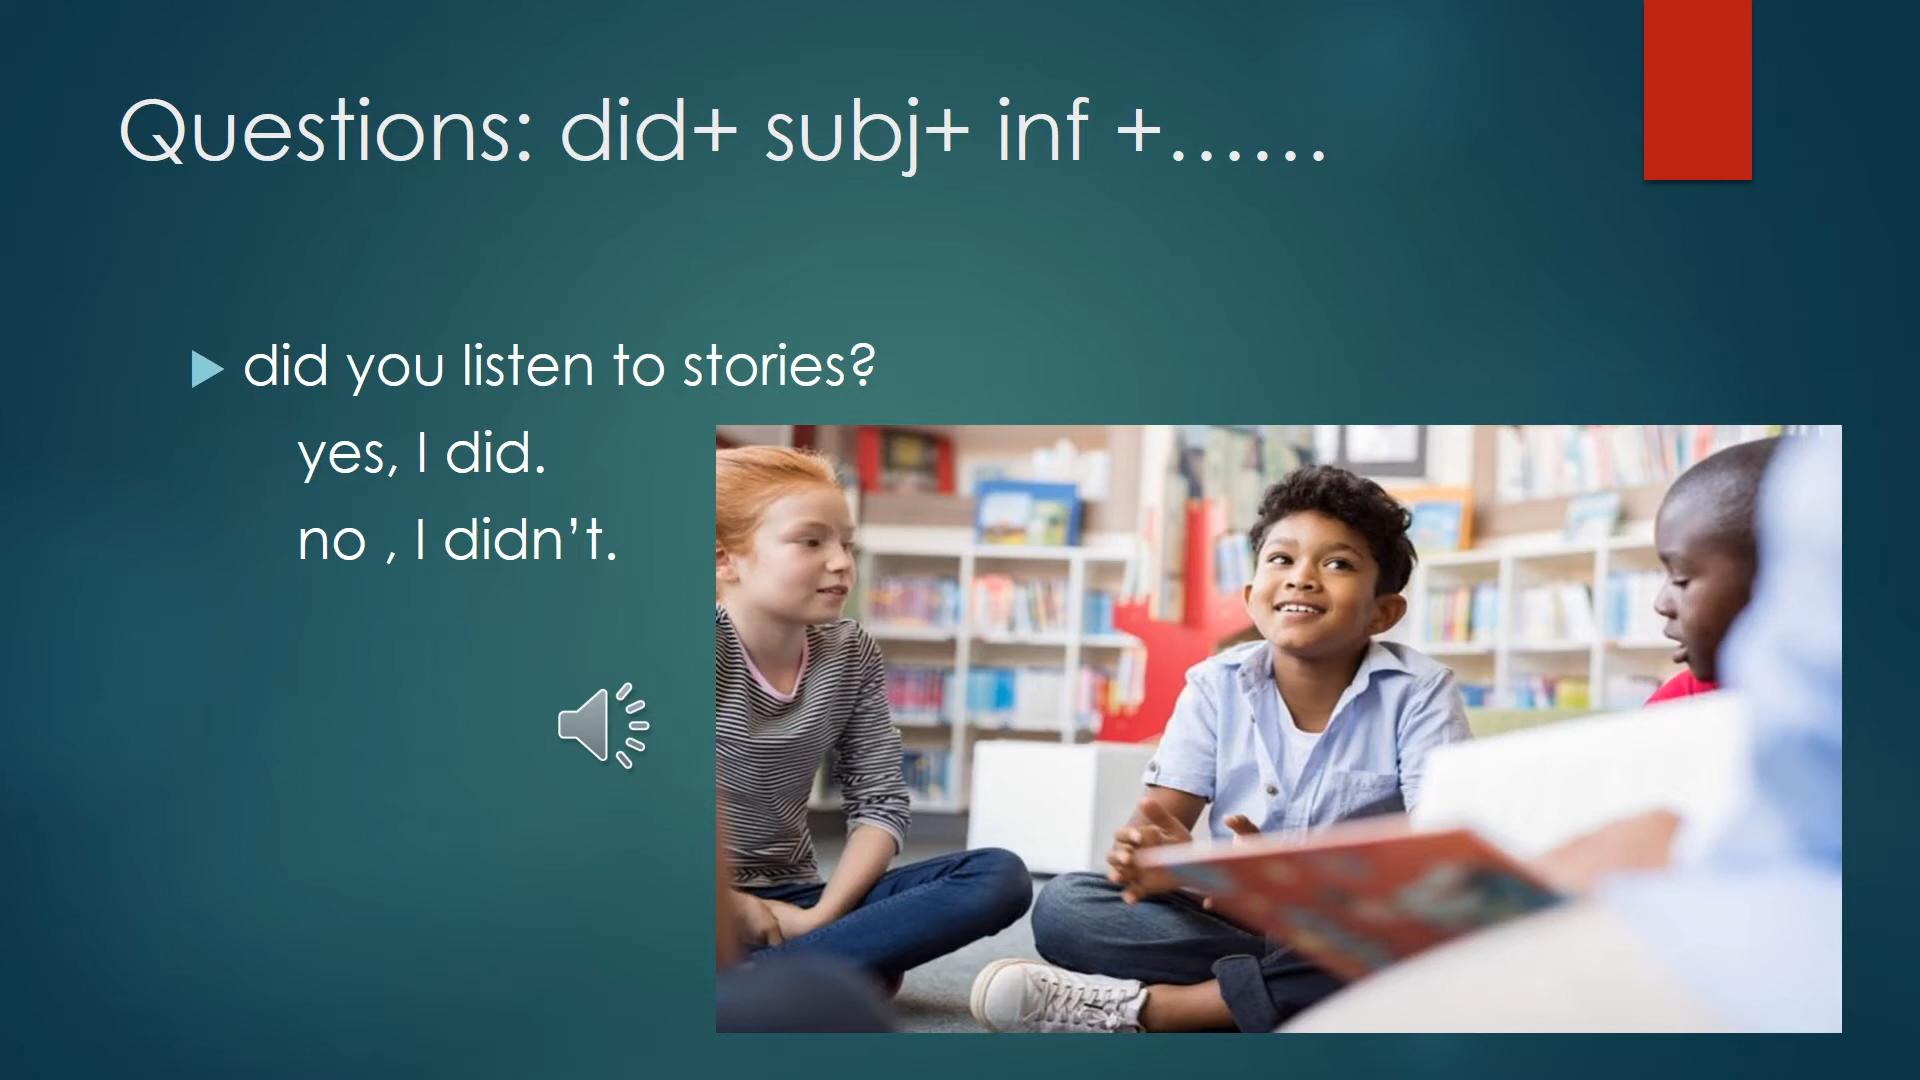 Questions: did+ subj+ inf +......
did you listen to stories?
yes, I did.
no , I didn’t.